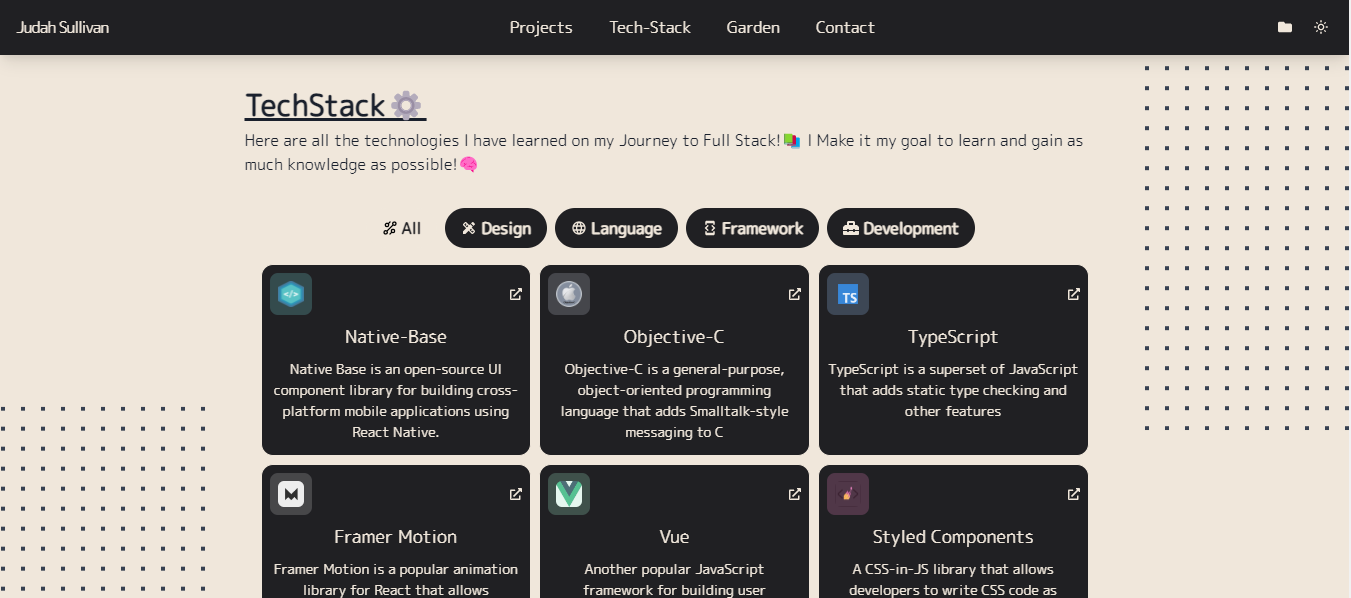 Judah Sullivan
Projects
Tech-Stack
Garden
Contact
TechStack
Here are all the technologies I have learned on my Journey to Full Stack! I Make it my goal to learn and gain as
much knowledge as possible!
All
Design
Language
Framework
Development
Native-Base
Native Base is an open-source UI
component library for building cross-
platform mobile applications using
React Native.
Objective-C
Objective-C is a general-purpose,
object-oriented programming
language that adds Smalltalk-style
messaging to C
TS
TypeScript
TypeScript is a superset of JavaScript
that adds static type checking and
other features
Framer Motion
Framer Motion is a popular animation
library for React that allows
Vue
Another popular JavaScript
framework for building user
Styled Components
A CSS-in-JS library that allows
developers to write CSS code as